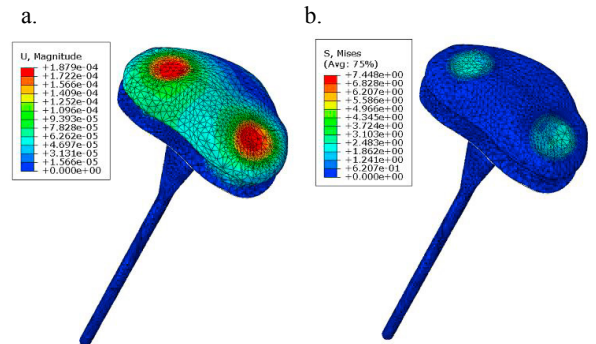 a.
U, Magnitude
+1.879e-04
+1.722e-04
+1.566e-04
+1.409e-04
+1.252e-04
+1.096e-04
+9.393e-05
+7.828e-05
+6.262e-05
+4.697e-05
+3.131e-05
+1.566e-05
+0.000e+00
b.
S, Mises
(Avg: 75%)
+7.448e+00
+6.828e+00
+6.207e+00
+5.586e+00
+4.966e+00
+4.345e+00
+3.724e+00
+3.103e+00
+2.483e+00
+1.862e+00
+1.241e+00
+6.207e-01
+0.000e+00